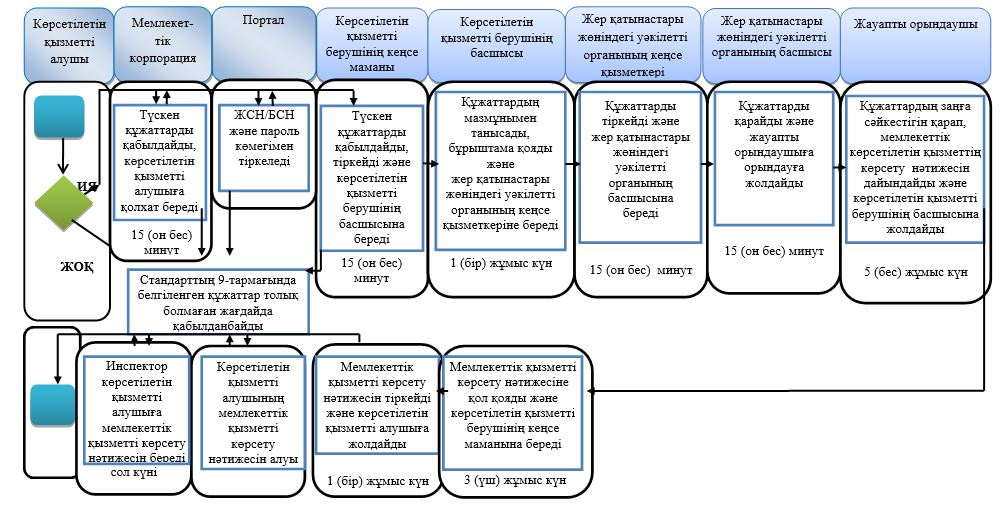 Көрсетілетін
қызметті
алушы
Мемлекет-
тік
корпорация
Портал
Көрсетілетін
қызметті
берушінің кеңсе
маманы
Көрсетілетін
қызметті берушінің
басшысы
Жер қатынастары
жөніндегі уәкілетті
органының кеңсе
қызметкері
Жер қатынастары
жөніндегі уәкілетті
органының басшысы
Жауапты орындаушы
ИЯ
ЖОҚ
Түскен
құжаттарды
қабылдайды,
көрсетілетін
қызметті
алушыға
қолхат береді
15 (он бес)
минут
ЖСН/БСН
және пароль
көмегімен
тіркеледі
Түскен
құжаттарды
қабылдайды,
тіркейді және
көрсетілетін
қызметті
берушінің
басшысына
береді
15 (он бес)
минут
Құжаттардың
мазмұнымен
танысады,
бұрыштама қояды
және
жер қатынастары
жөніндегі уәкілетті
органының кеңсе
қызметкеріне береді
1 (бір) жұмыс күн
Құжаттарды
тіркейді және
жер қатынастары
жөніндегі
уәкілетті
органының
басшысына
береді
15 (он бес) минут
Құжаттарды
қарайды және
жауапты
орындаушыға
орындауға
жолдайды
15 (он бес) минут
Құжаттардың заңға
сәйкестігін қарап,
мемлекеттік
көрсетілетін қызметтің
көрсету нәтижесін
дайындайды және
көрсетілетін қызметті
берушінің басшысына
жолдайды
5 (бес) жұмыс күн
Стандарттың 9-тармағында
белгіленген құжаттар толық
болмаған жағдайда
қабылданбайды
Инспектор
көрсетілетін
қызметті
алушыға
мемлекеттік
қызметті көрсету
нәтижесін береді
сол күні
Көрсетілетін
қызметті
алушының
мемлекеттік
қызметті
көрсету
нәтижесін алуы
Мемлекеттік
қызметті көрсету
нәтижесін тіркейді
және көрсетілетін
қызметті алушыға
жолдайды
1 (бір) жұмыс күн
Мемлекеттік қызметті
көрсету нәтижесіне
қол қояды және
көрсетілетін қызметті
берушінің кеңсе
маманына береді
3 (үш) жұмыс күн